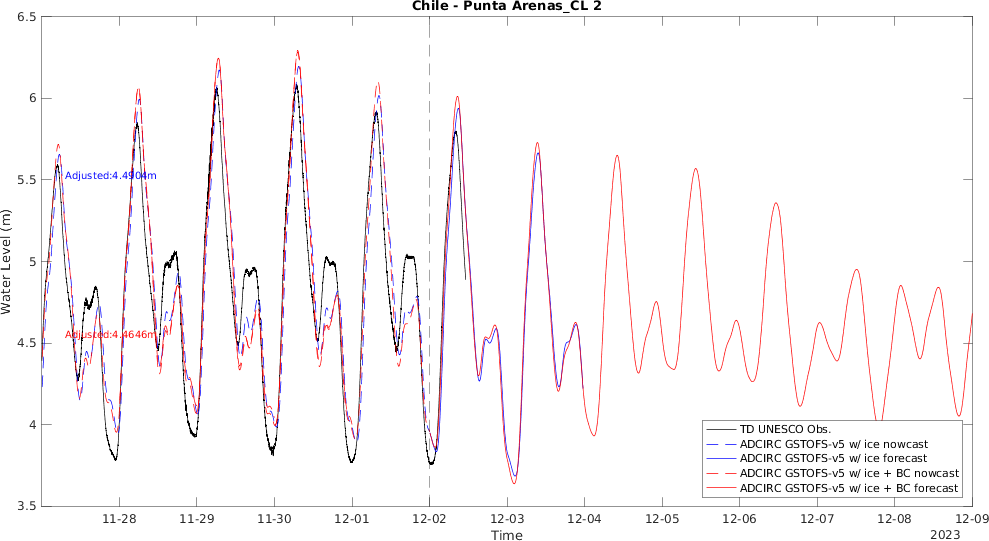 Chile - Punta Arenas_CL 2
6.5
6
5.5
5
4.5
4
3.5
Water Level (m)
Adjusted:4.4904m
Adjusted:4.4646m
TD UNESCO Obs.
ADCIRC GSTOFS-v5 w/ ice nowcast
ADCIRC GSTOFS-v5 w/ ice forecast
ADCIRC GSTOFS-v5 w/ ice + BC nowcast
ADCIRC GSTOFS-v5 w/ ice + BC forecast
11-28 11-29 11-30 12-01 12-02 12-03 12-04 12-05 12-06 12-07 12-08 12-09
Time
2023